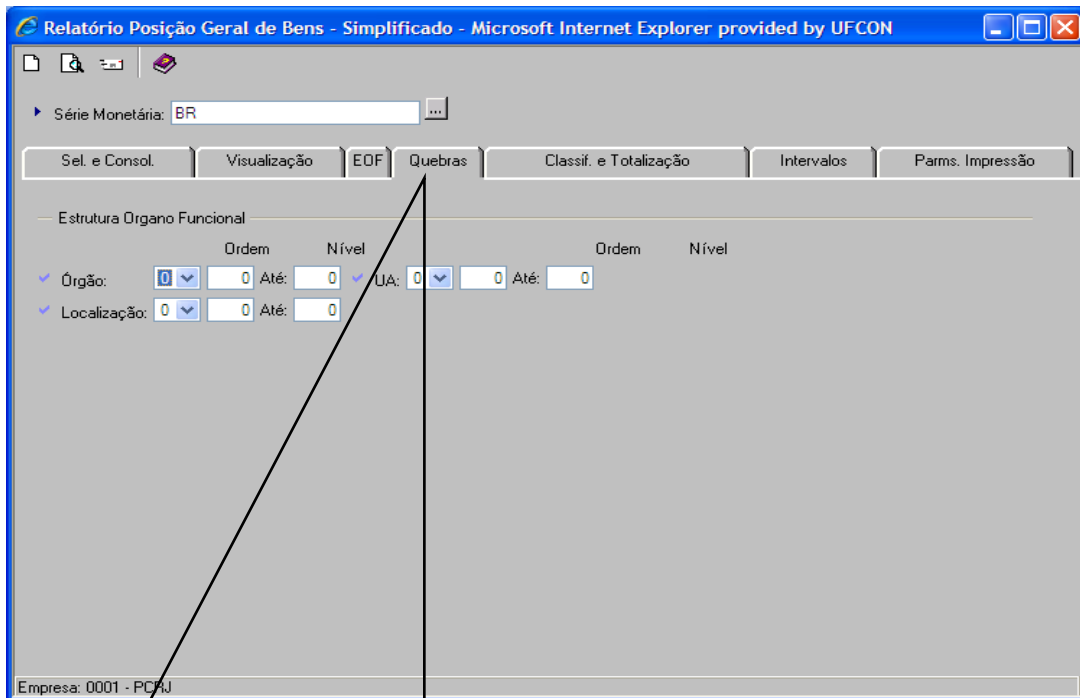 Relatório Posição Geral de Bens - Simplificado - Microsoft Internet Explorer provided by UFCON
Série Monetária: BR ...
Sel. e Consol. Visualização EOF Quebras Classif. e Totalização Intervalos Parms. Impressão
Estrutura Organo Funcional
Ordem Nível Ordem Nível
Órgão: 0 0 Até: 0 UA: 0 0 Até: 0
Localização: 0 0 Até: 0
Empresa: 0001 - PCRJ